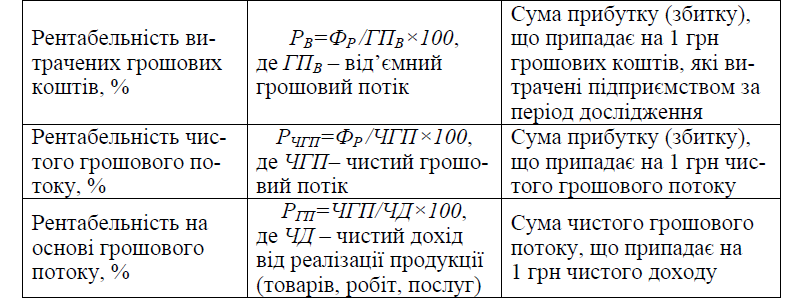 Рентабельність ви-
трачених грошових
коштів, %
Р_В=Ф_Р/ГП_В×100,
де ГП_В – від’ємний
грошовий потік
Сума прибутку (збитку),
що припадає на 1 грн
грошових коштів, які ви-
трачені підприємством за
період дослідження
Рентабельність чис-
того грошового по-
току, %
Р_ЧГП=Ф_Р/ЧГП×100,
де ЧГП– чистий грошо-
вий потік
Сума прибутку (збитку),
що припадає на 1 грн чис-
того грошового потоку
Рентабельність на
основі грошового
потоку, %
Р_ГП=ЧГП/ЧД×100,
де ЧД – чистий дохід
від реалізації продукції
(товарів, робіт, послуг)
Сума чистого грошового
потоку, що припадає на
1 грн чистого доходу